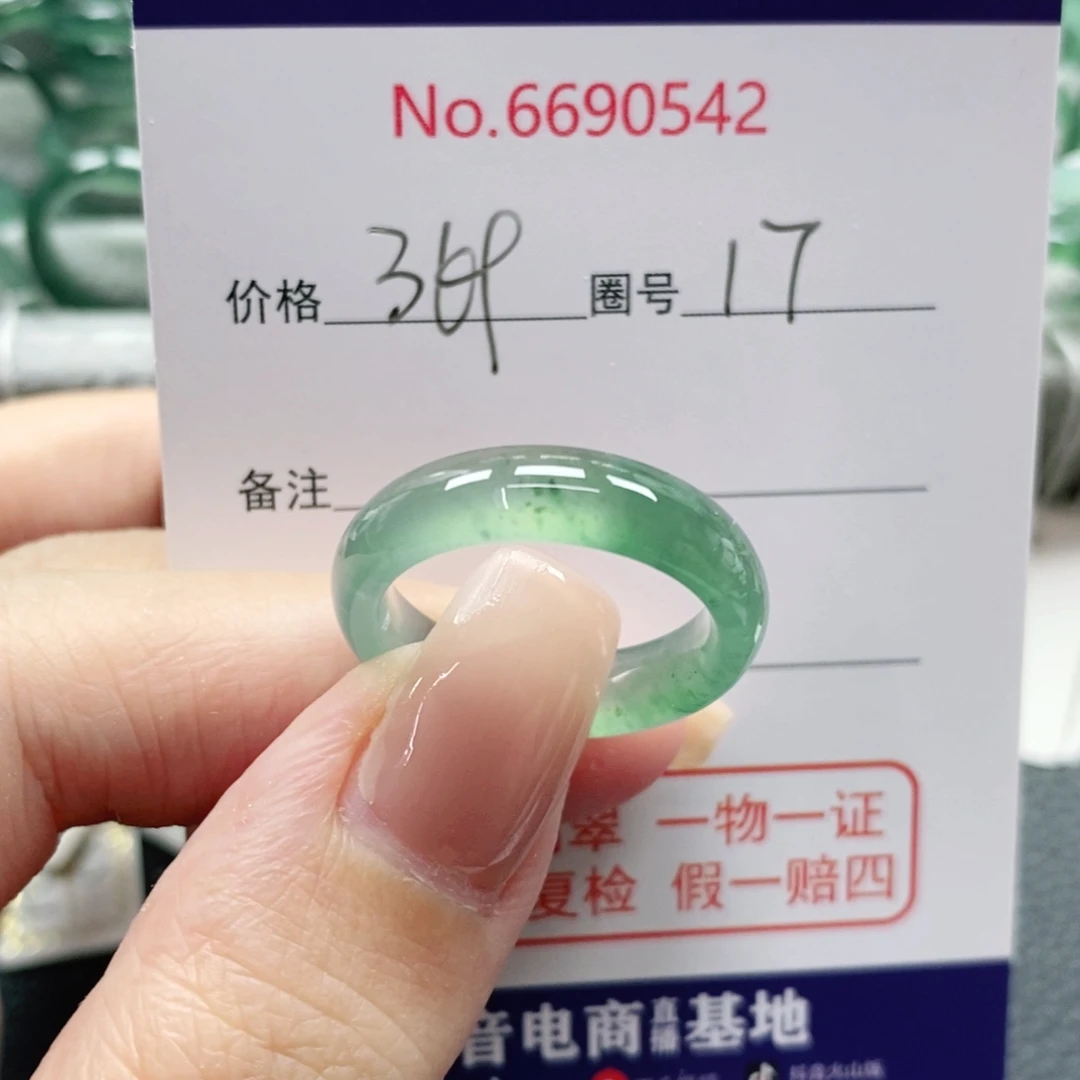 No.6690542
价格 圈号 17
备注
翠 一物一证
复检 假一赔四
音电商直播基地